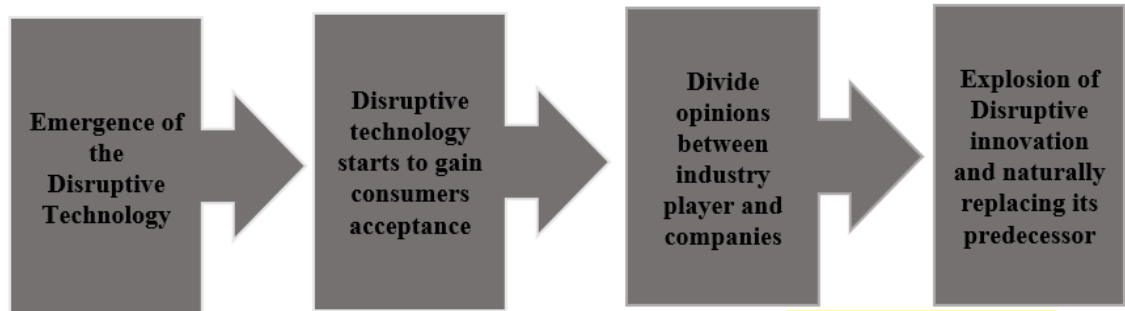 Emergence of
the
Disruptive
Technology
Disruptive
technology
starts to gain
consumers
acceptance
Divide
opinions
between
industry
player and
companies
Explosion of
Disruptive
innovation
and naturally
replacing its
predecessor